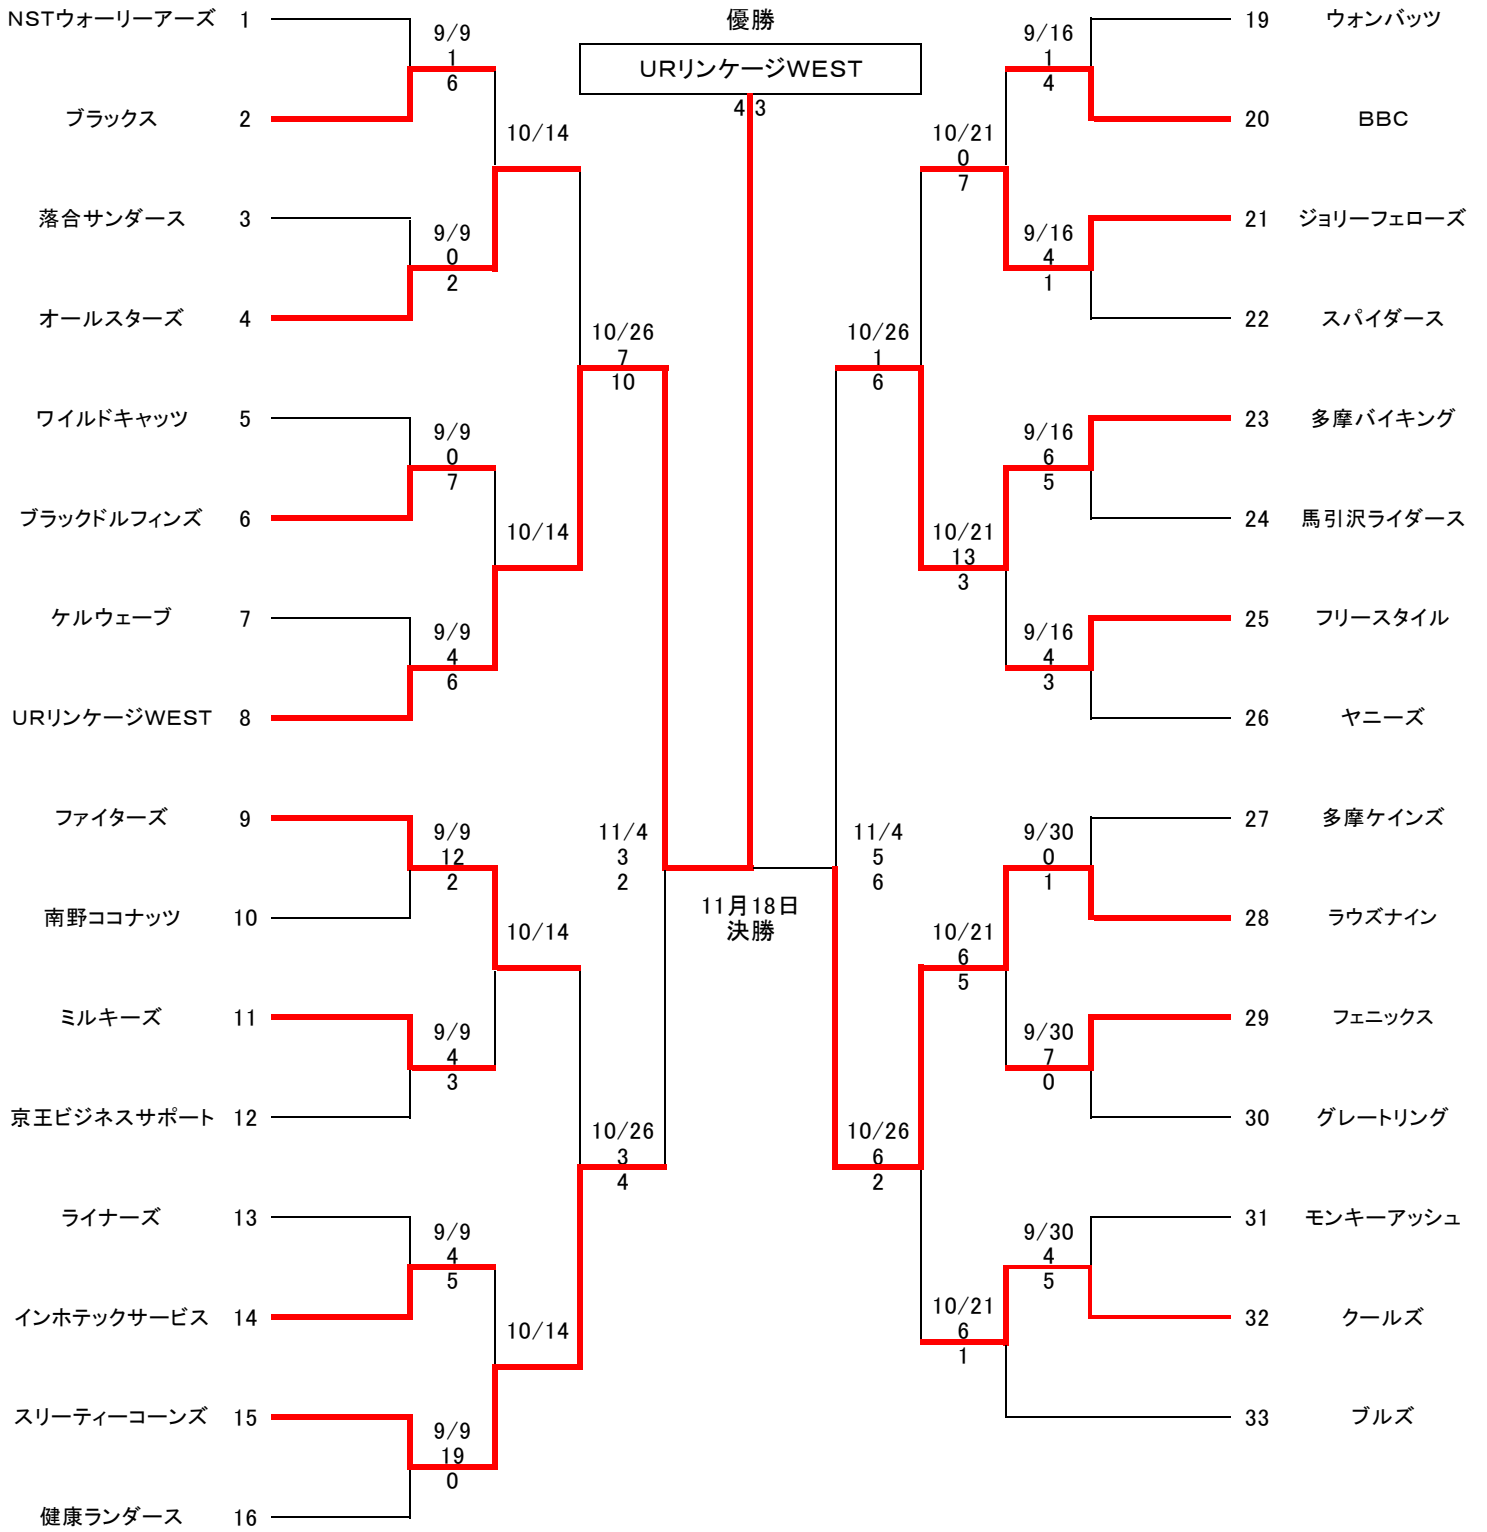 優勝
URリンケージWEST
4 3
NSTウォーリーアーズ 1
9/9
1
6
ブラックス 2
10/14
落合サンダース 3
9/9
0
2
オールスターズ 4
10/26
7
10
ワイルドキャッツ 5
9/9
0
7
ブラックドルフィンズ 6
10/14
ケルウェーブ 7
9/9
4
6
URリンケージWEST 8
ファイターズ 9
9/9
12
2
11/4
3
2
南野ココナッツ 10
10/14
ミルキーズ 11
9/9
4
3
京王ビジネスサポート 12
10/26
3
4
ライナーズ 13
9/9
4
5
インホテックサービス 14
10/14
スリーティーコーンズ 15
9/9
19
0
健康ランダース 16
11月18日
決勝
19 ウォンバッツ
9/16
1
4
20 BBC
10/21
0
7
21 ジョリーフェローズ
9/16
4
1
22 スパイダース
10/26
1
6
23 多摩バイキング
9/16
6
5
24 馬引沢ライダース
10/21
13
3
25 フリースタイル
9/16
4
3
26 ヤニーズ
11/4
5
6
27 多摩ケインズ
9/30
0
1
28 ラウズナイン
10/21
6
5
29 フェニックス
9/30
7
0
30 グレートリング
10/26
6
2
31 モンキーアッシュ
9/30
4
5
32 クールズ
10/21
6
1
33 ブルズ